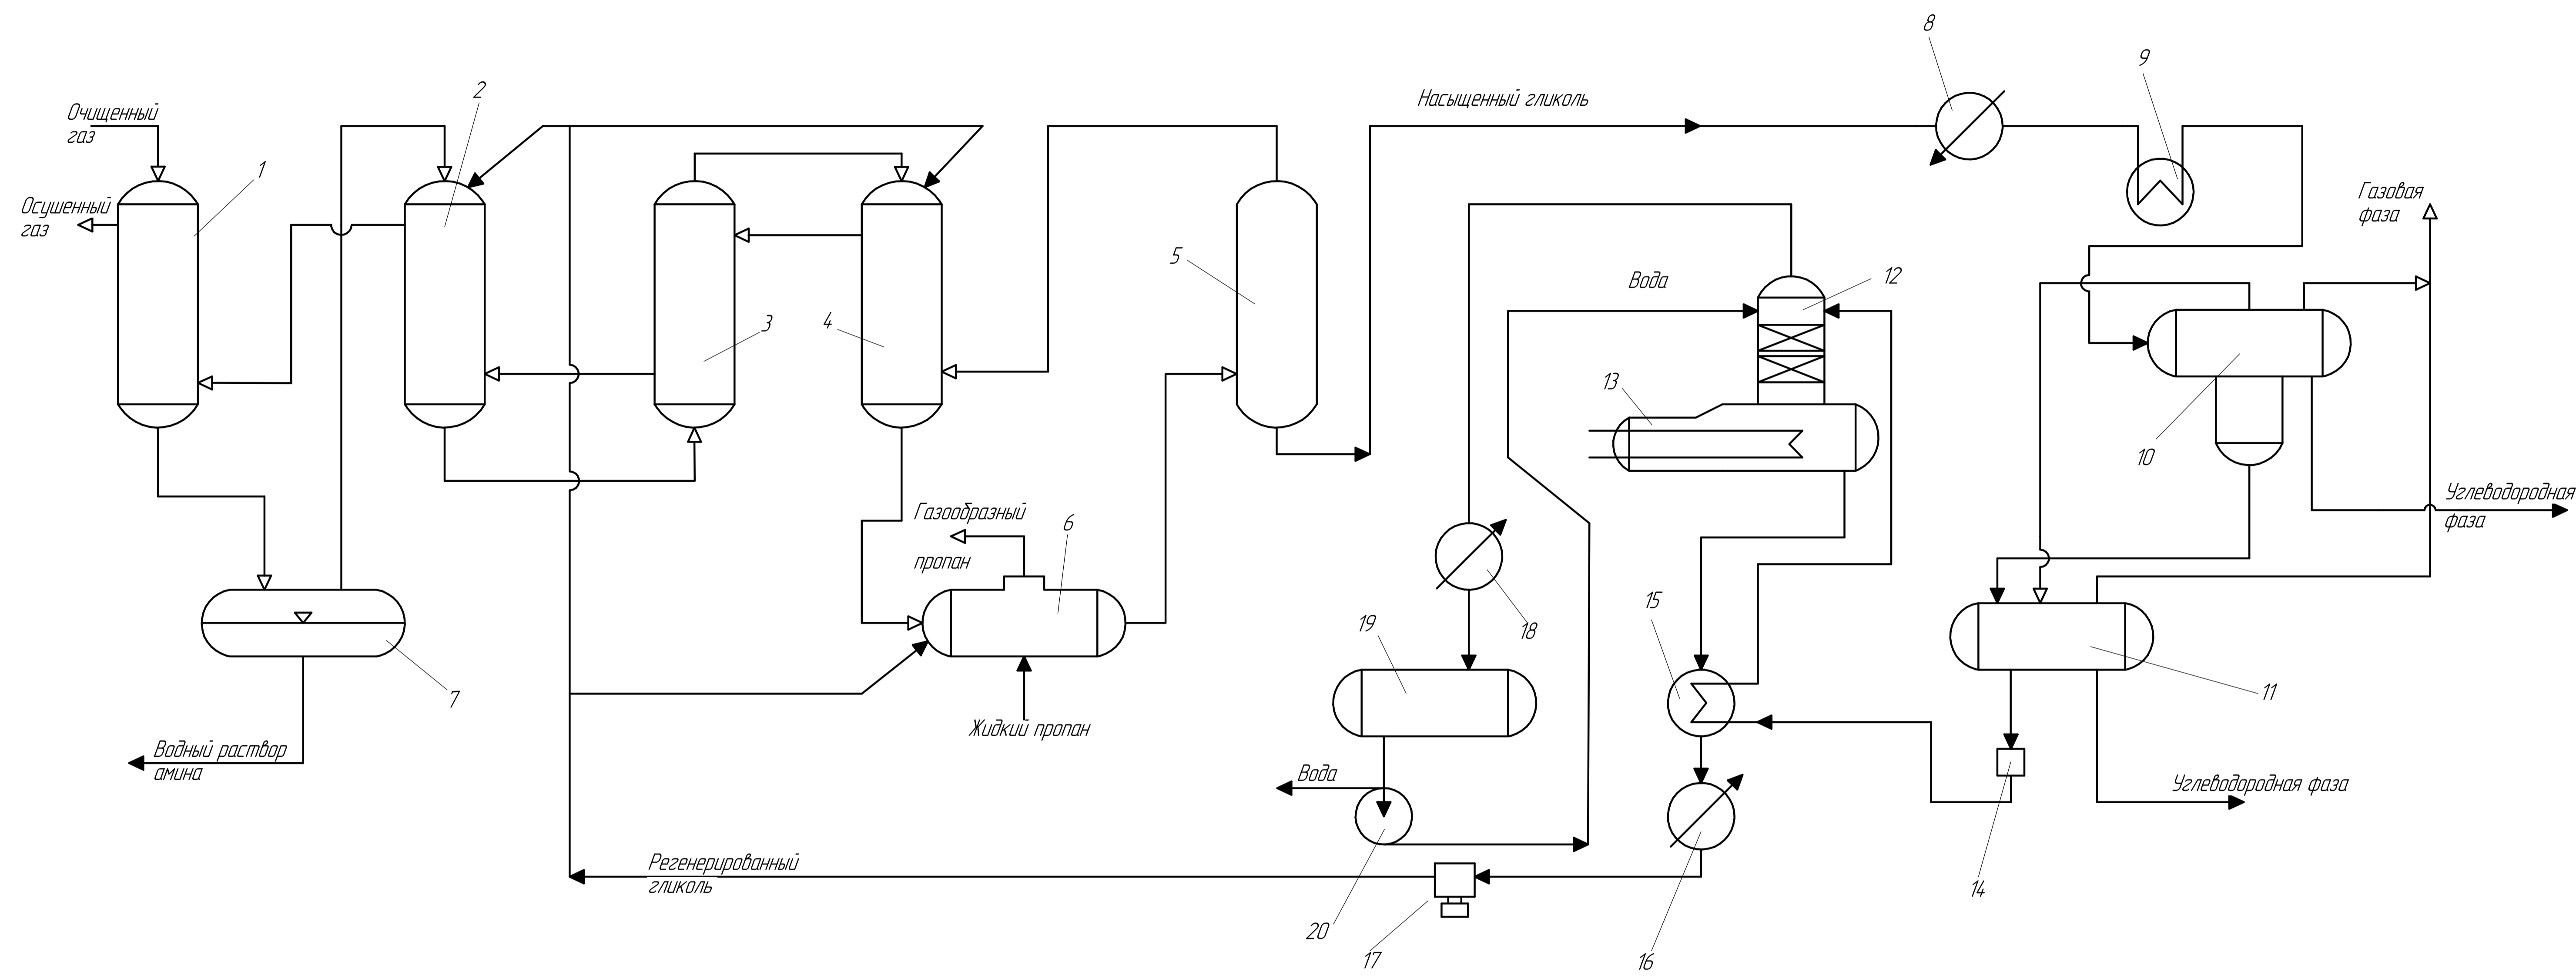 8
9
2
Насыщенный гликоль
Очищенный
газ
1
Газовая
фаза
Осушенный
газ
5
Вода
12
3
4
13
10
Углеводородная
фаза
Газообразный
пропан
6
15
19
18
7
11
Жидкий пропан
Водный раствор
амина
Вода
Углеводородная фаза
Регенерированный
гликоль
14
20
17
16